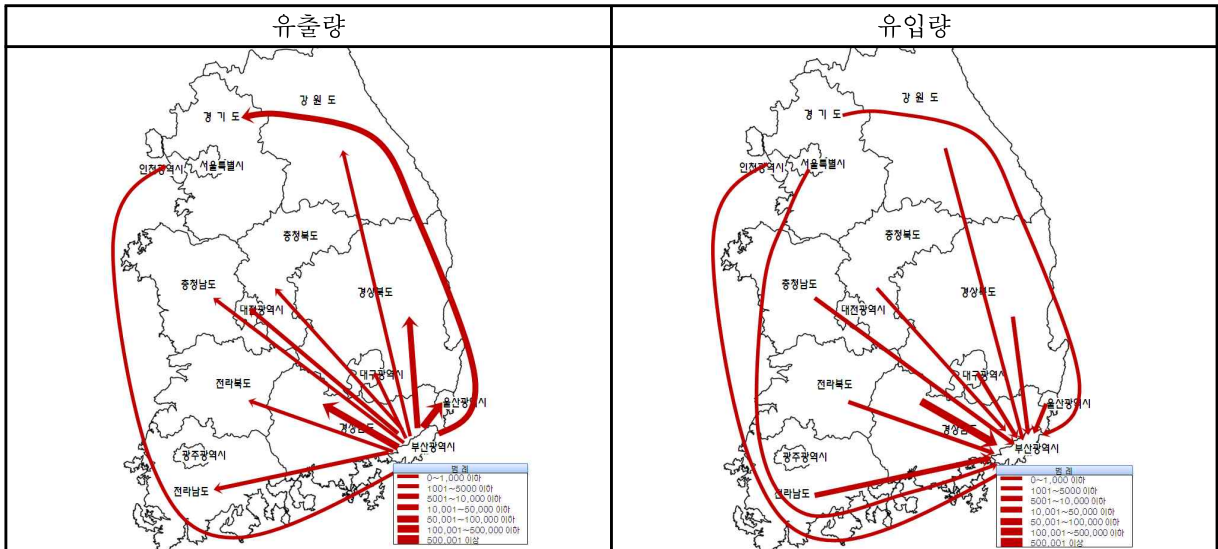 유출량
유입량
강원도
경기도
인천광역시
서울특별시
충청북도
충청남도
경상북도
대전광역시
대구광역시
전라북도
울산광역시
경상남도
부산광역시
광주광역시
전라남도
범 례
0~1,000 이하
1001~5000 이하
5001~10,000 이하
10,001~50,000 이하
50,001~100,000 이하
100,001~500,000 이하
500,001 이상
강원도
경기도
인천광역시
서울특별시
충청북도
충청남도
경상북도
대전광역시
대구광역시
전라북도
울산광역시
경상남도
부산광역시
광주광역시
전라남도
범 례
0~1,000 이하
1001~5000 이하
5001~10,000 이하
10,001~50,000 이하
50,001~100,000 이하
100,001~500,000 이하
500,001 이상